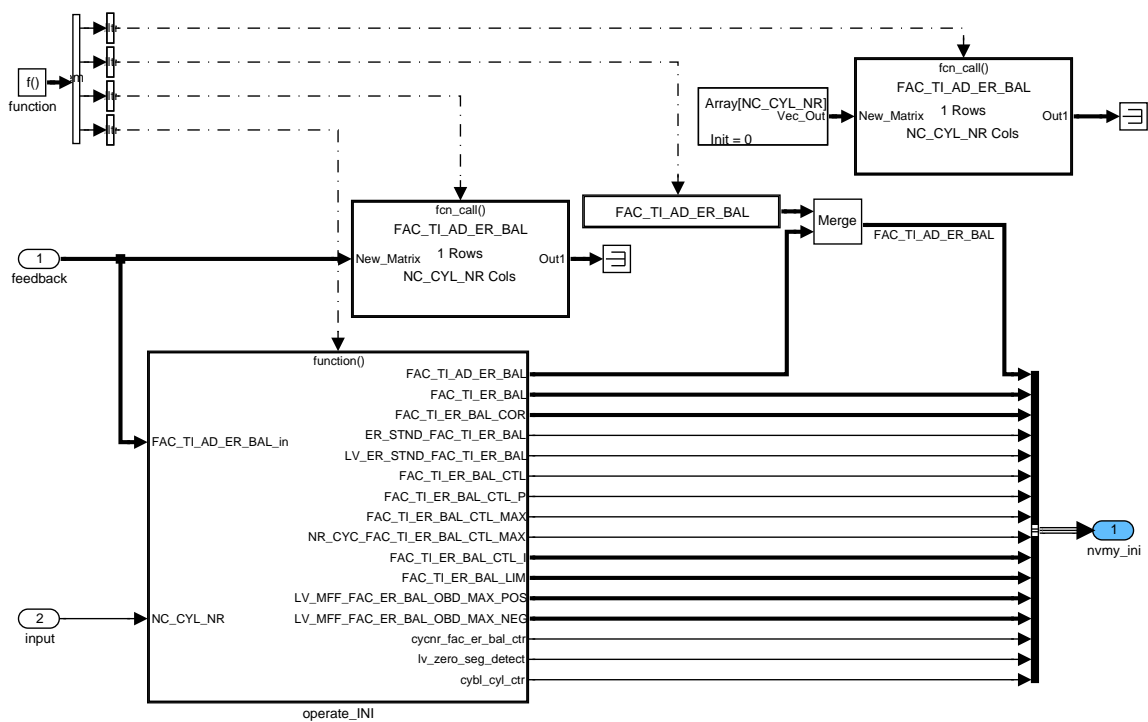 f()
function
fcn_call()
FAC_TI_AD_ER_BAL
1 Rows
NC_CYL_NR Cols
New_Matrix
Out1
Array[NC_CYL_NR]
Vec_Out
Init = 0
FAC_TI_AD_ER_BAL
Merge
FAC_TI_AD_ER_BAL
fcn_call()
FAC_TI_AD_ER_BAL
1 Rows
NC_CYL_NR Cols
New_Matrix
Out1
1
feedback
function()
FAC_TI_AD_ER_BAL
FAC_TI_ER_BAL
FAC_TI_ER_BAL_COR
ER_STND_FAC_TI_ER_BAL
FAC_TI_AD_ER_BAL_in
LV_ER_STND_FAC_TI_ER_BAL
FAC_TI_ER_BAL_CTL
FAC_TI_ER_BAL_CTL_P
FAC_TI_ER_BAL_CTL_MAX
NR_CYC_FAC_TI_ER_BAL_CTL_MAX
FAC_TI_ER_BAL_CTL_I
FAC_TI_ER_BAL_LIM
LV_MFF_FAC_ER_BAL_OBD_MAX_POS
LV_MFF_FAC_ER_BAL_OBD_MAX_NEG
cycnr_fac_er_bal_ctr
lv_zero_seg_detect
cybl_cyl_ctr
NC_CYL_NR
2
input
operate_INI
1
nvmy_ini